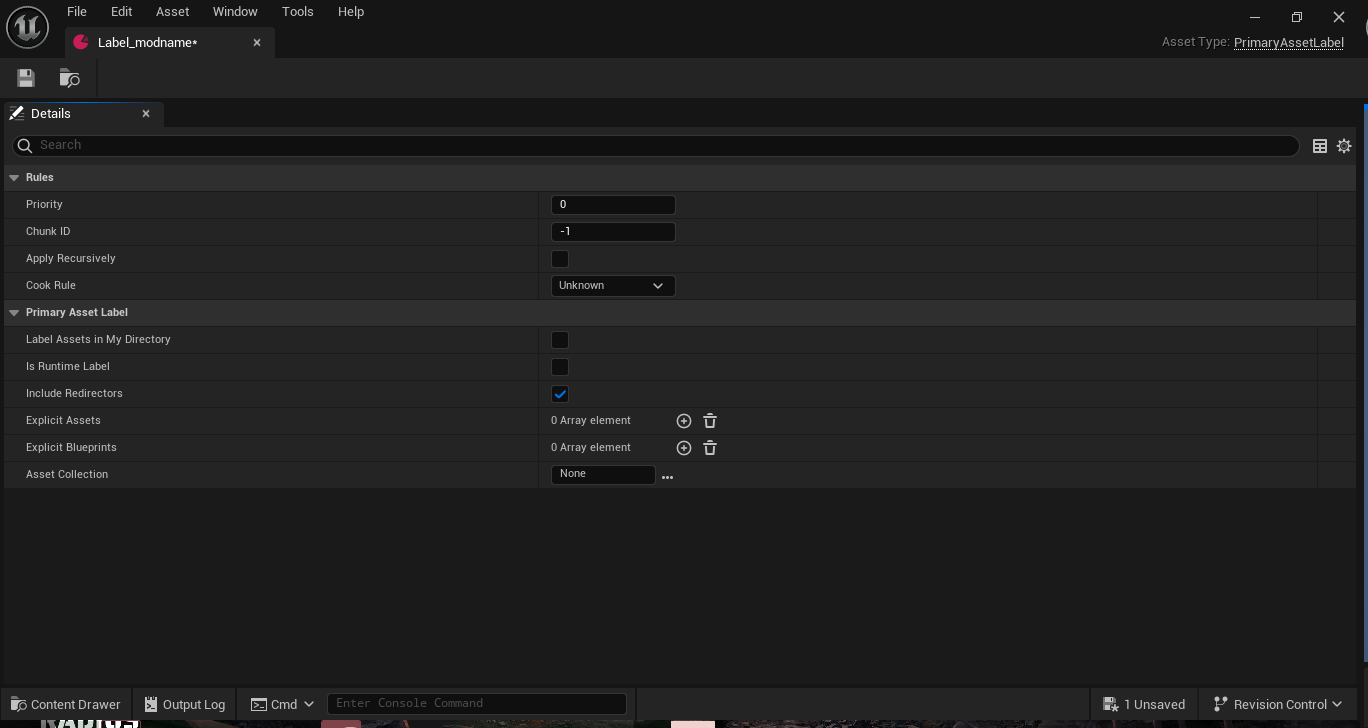 File Edit Asset Window Tools Help
Label_modname*
Asset Type: PrimaryAssetLabel
Details
Search
Rules
Priority 0
Chunk ID -1
Apply Recursively
Cook Rule Unknown
Primary Asset Label
Label Assets in My Directory
Is Runtime Label
Include Redirectors
Explicit Assets 0 Array element
Explicit Blueprints 0 Array element
Asset Collection None
Content Drawer Output Log Cmd Enter Console Command 1 Unsaved Revision Control